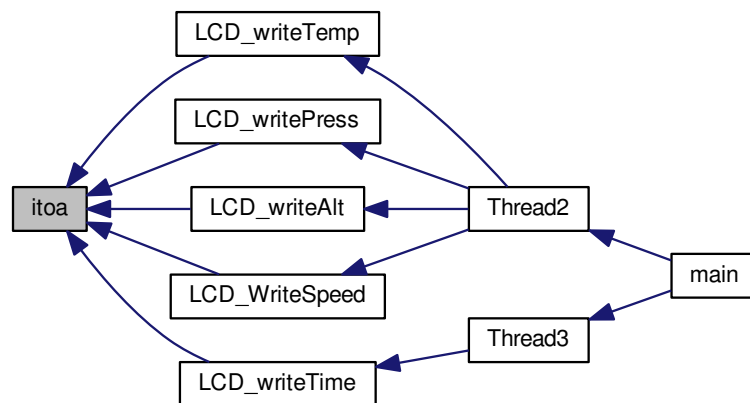 LCD_writeTemp
LCD_writePress
itoa
LCD_writeAlt
Thread2
LCD_WriteSpeed
main
Thread3
LCD_writeTime